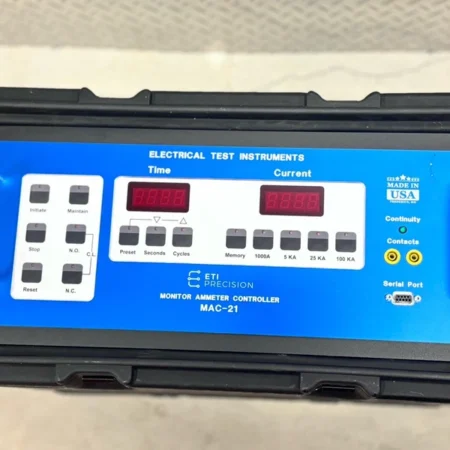 ELECTRICAL TEST INSTRUMENTS
Time
Current
Initiate
Maintain
Stop
N.O.
C.L.
Reset
N.C.
Preset
Seconds
Cycles
Memory
1000A
5 KA
25 KA
100 KA
MADE IN
USA
Continuity
Contacts
Serial Port
ETI
PRECISION
MONITOR AMMETER CONTROLLER
MAC-21